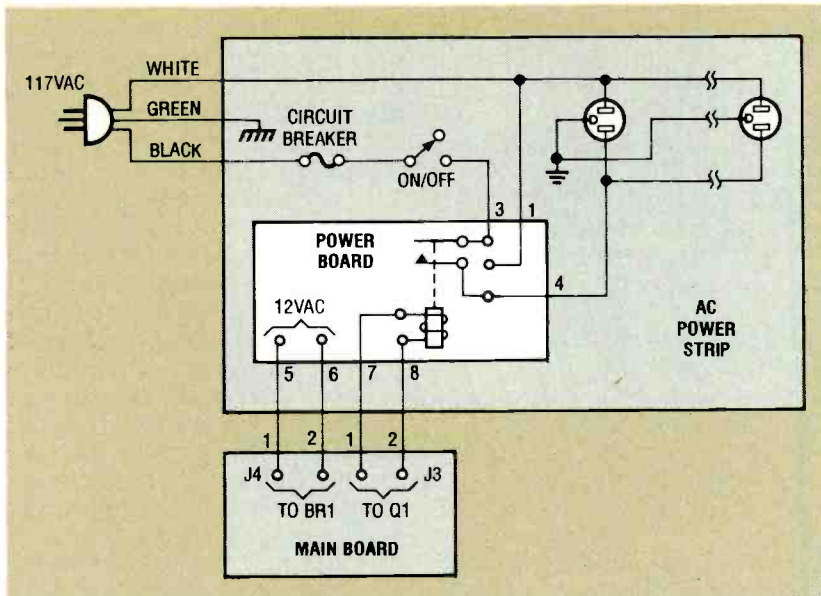 117VAC
WHITE
GREEN
BLACK
CIRCUIT
BREAKER
ON/OFF
3 1
POWER
BOARD
4
12VAC
AC
POWER
STRIP
5 6 7 8
1 2 1 2
J4 J3
TO BR1 TO Q1
MAIN BOARD